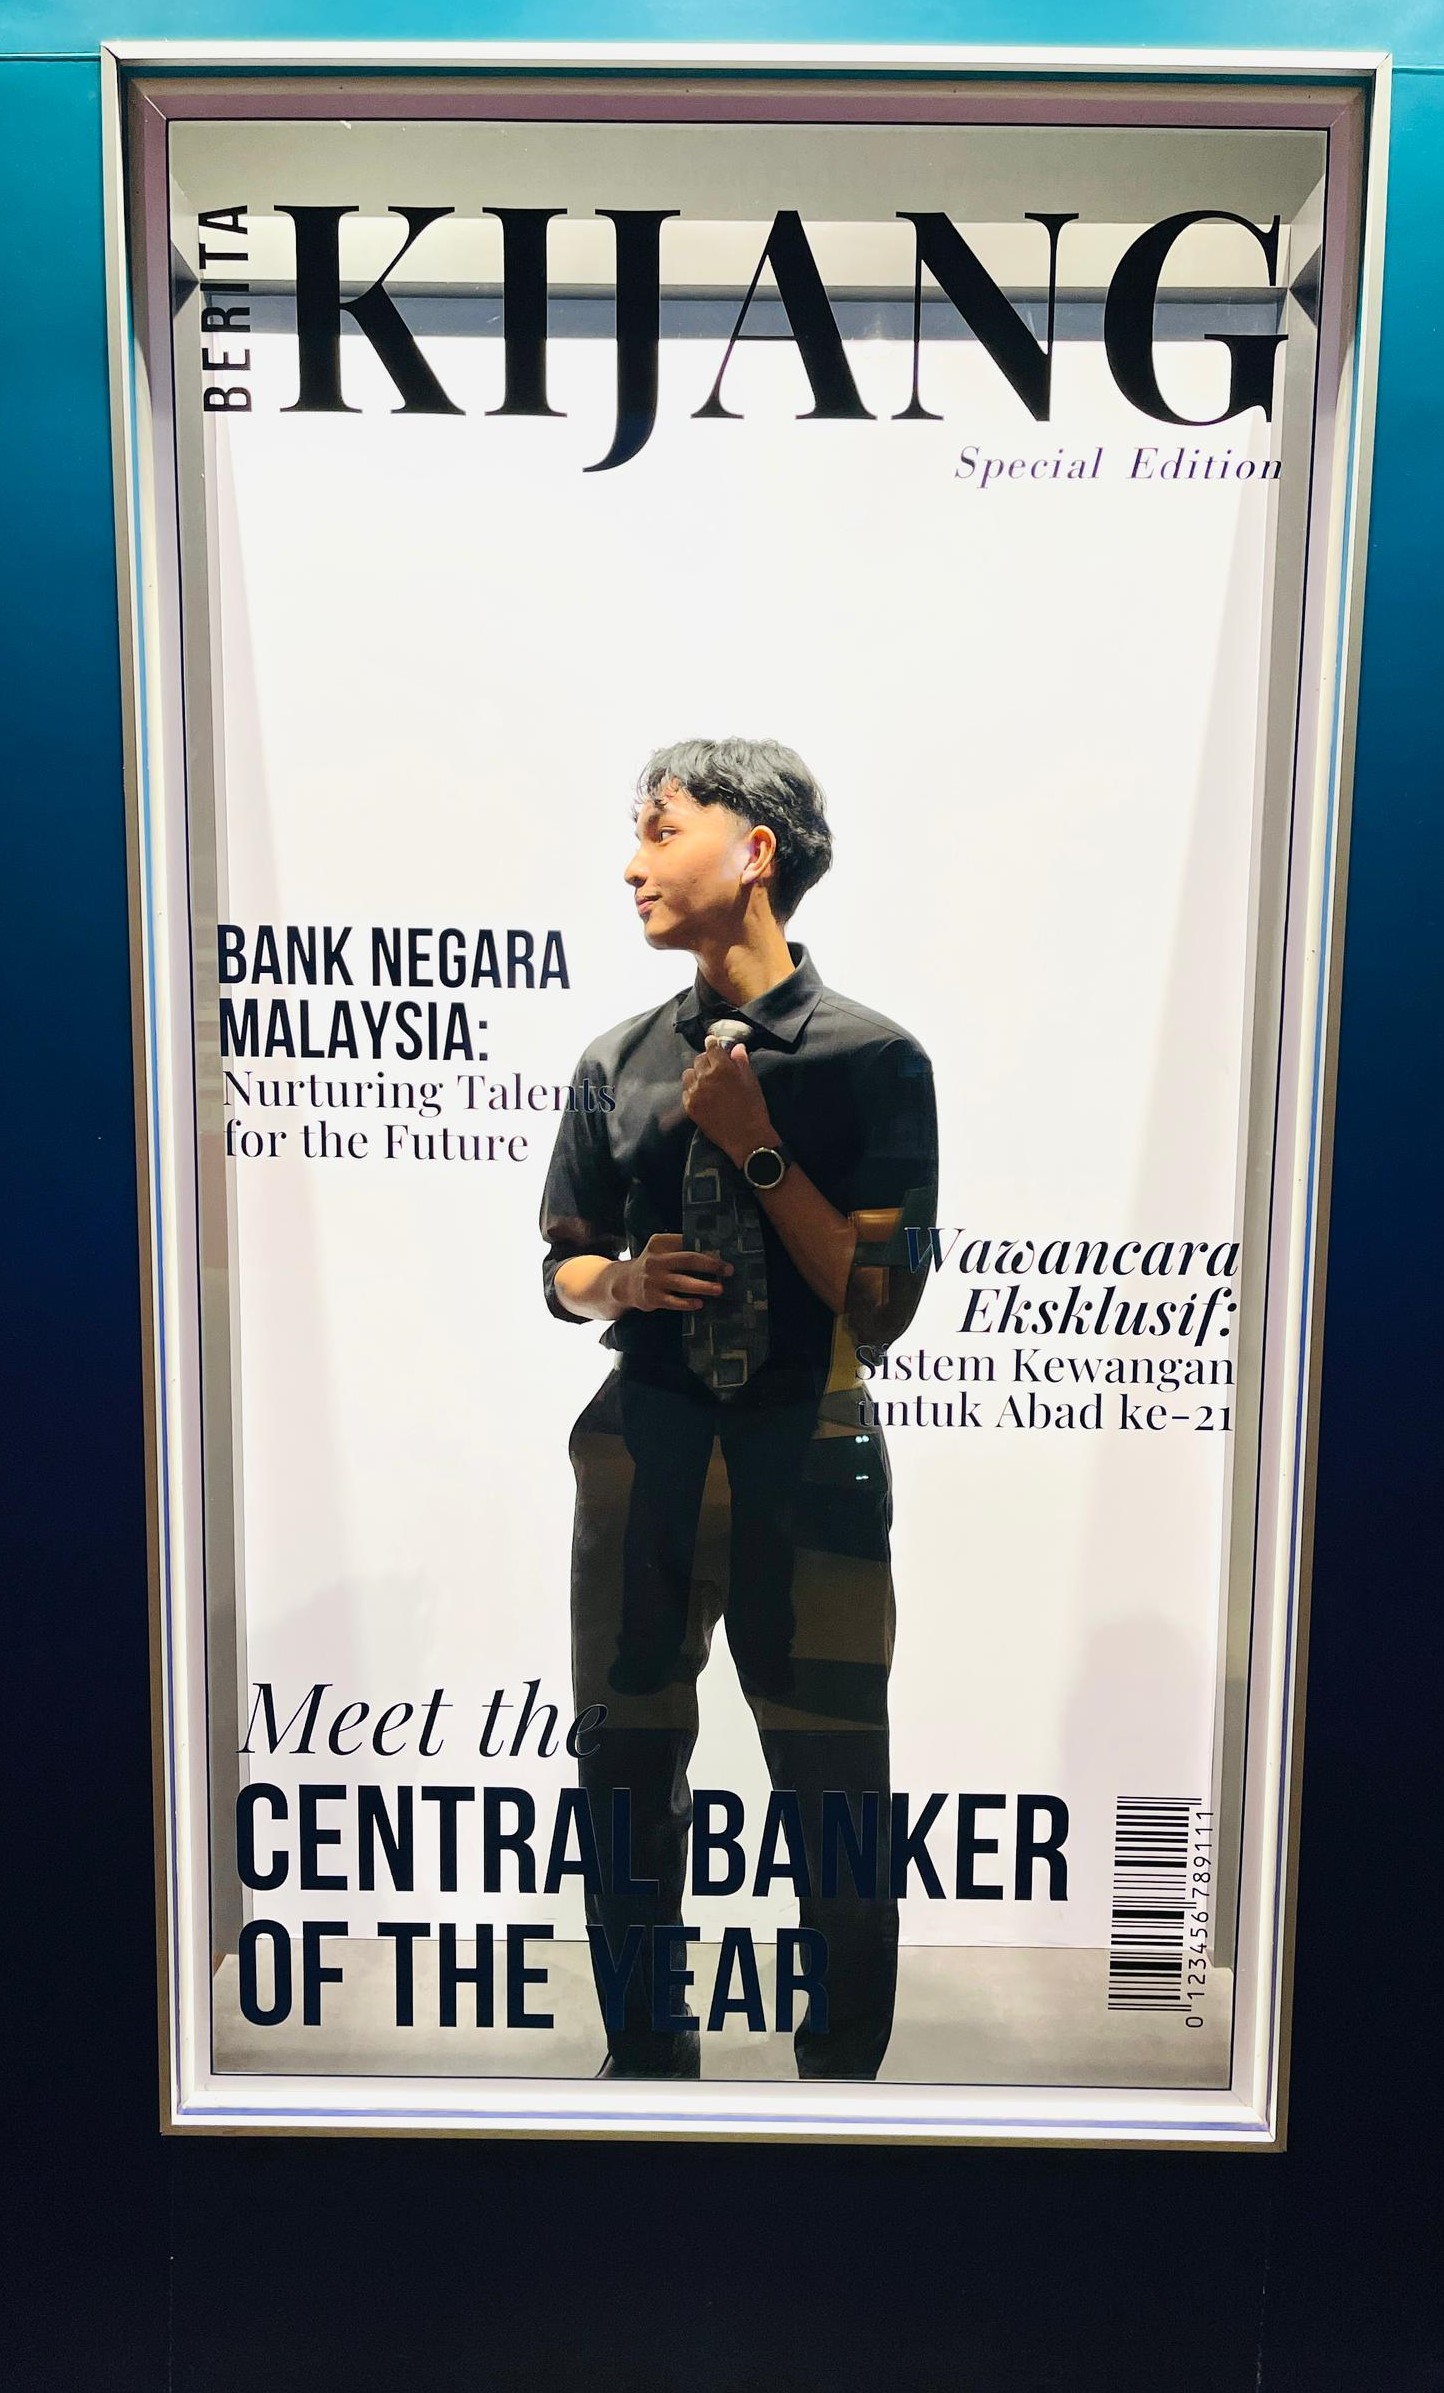 BERITA
KIJANG
Special Edition
BANK NEGARA
MALAYSIA:
Nurturing Talents
for the Future
Wawancara
Eksklusif:
Sistem Kewangan
untuk Abad ke-21
Meet the
CENTRAL BANKER
OF THE YEAR
0 123456 789111